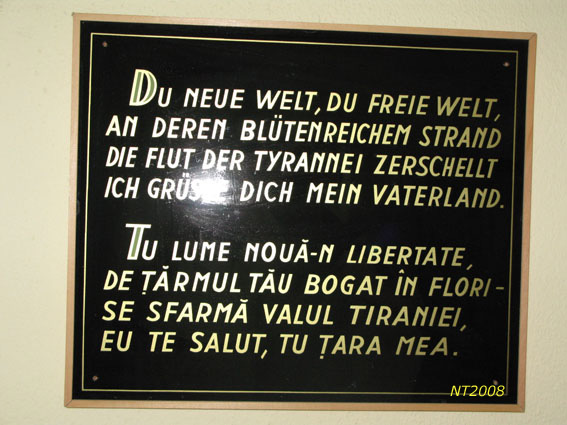 DU NEUE WELT, DU FREIE WELT,
AN DEREN BLÜTENREICHEM STRAND
DIE FLUT DER TYRANNEI ZERSCHELLT
ICH GRÜSSE DICH MEIN VATERLAND.
TU LUME NOUĂ-N LIBERTATE,
DE ȚĂRMUL TĂU BOGAT ÎN FLORI-
SE SFARMĂ VALUL TIRANIEI,
EU TE SALUT, TU ȚARA MEA.
NT2008